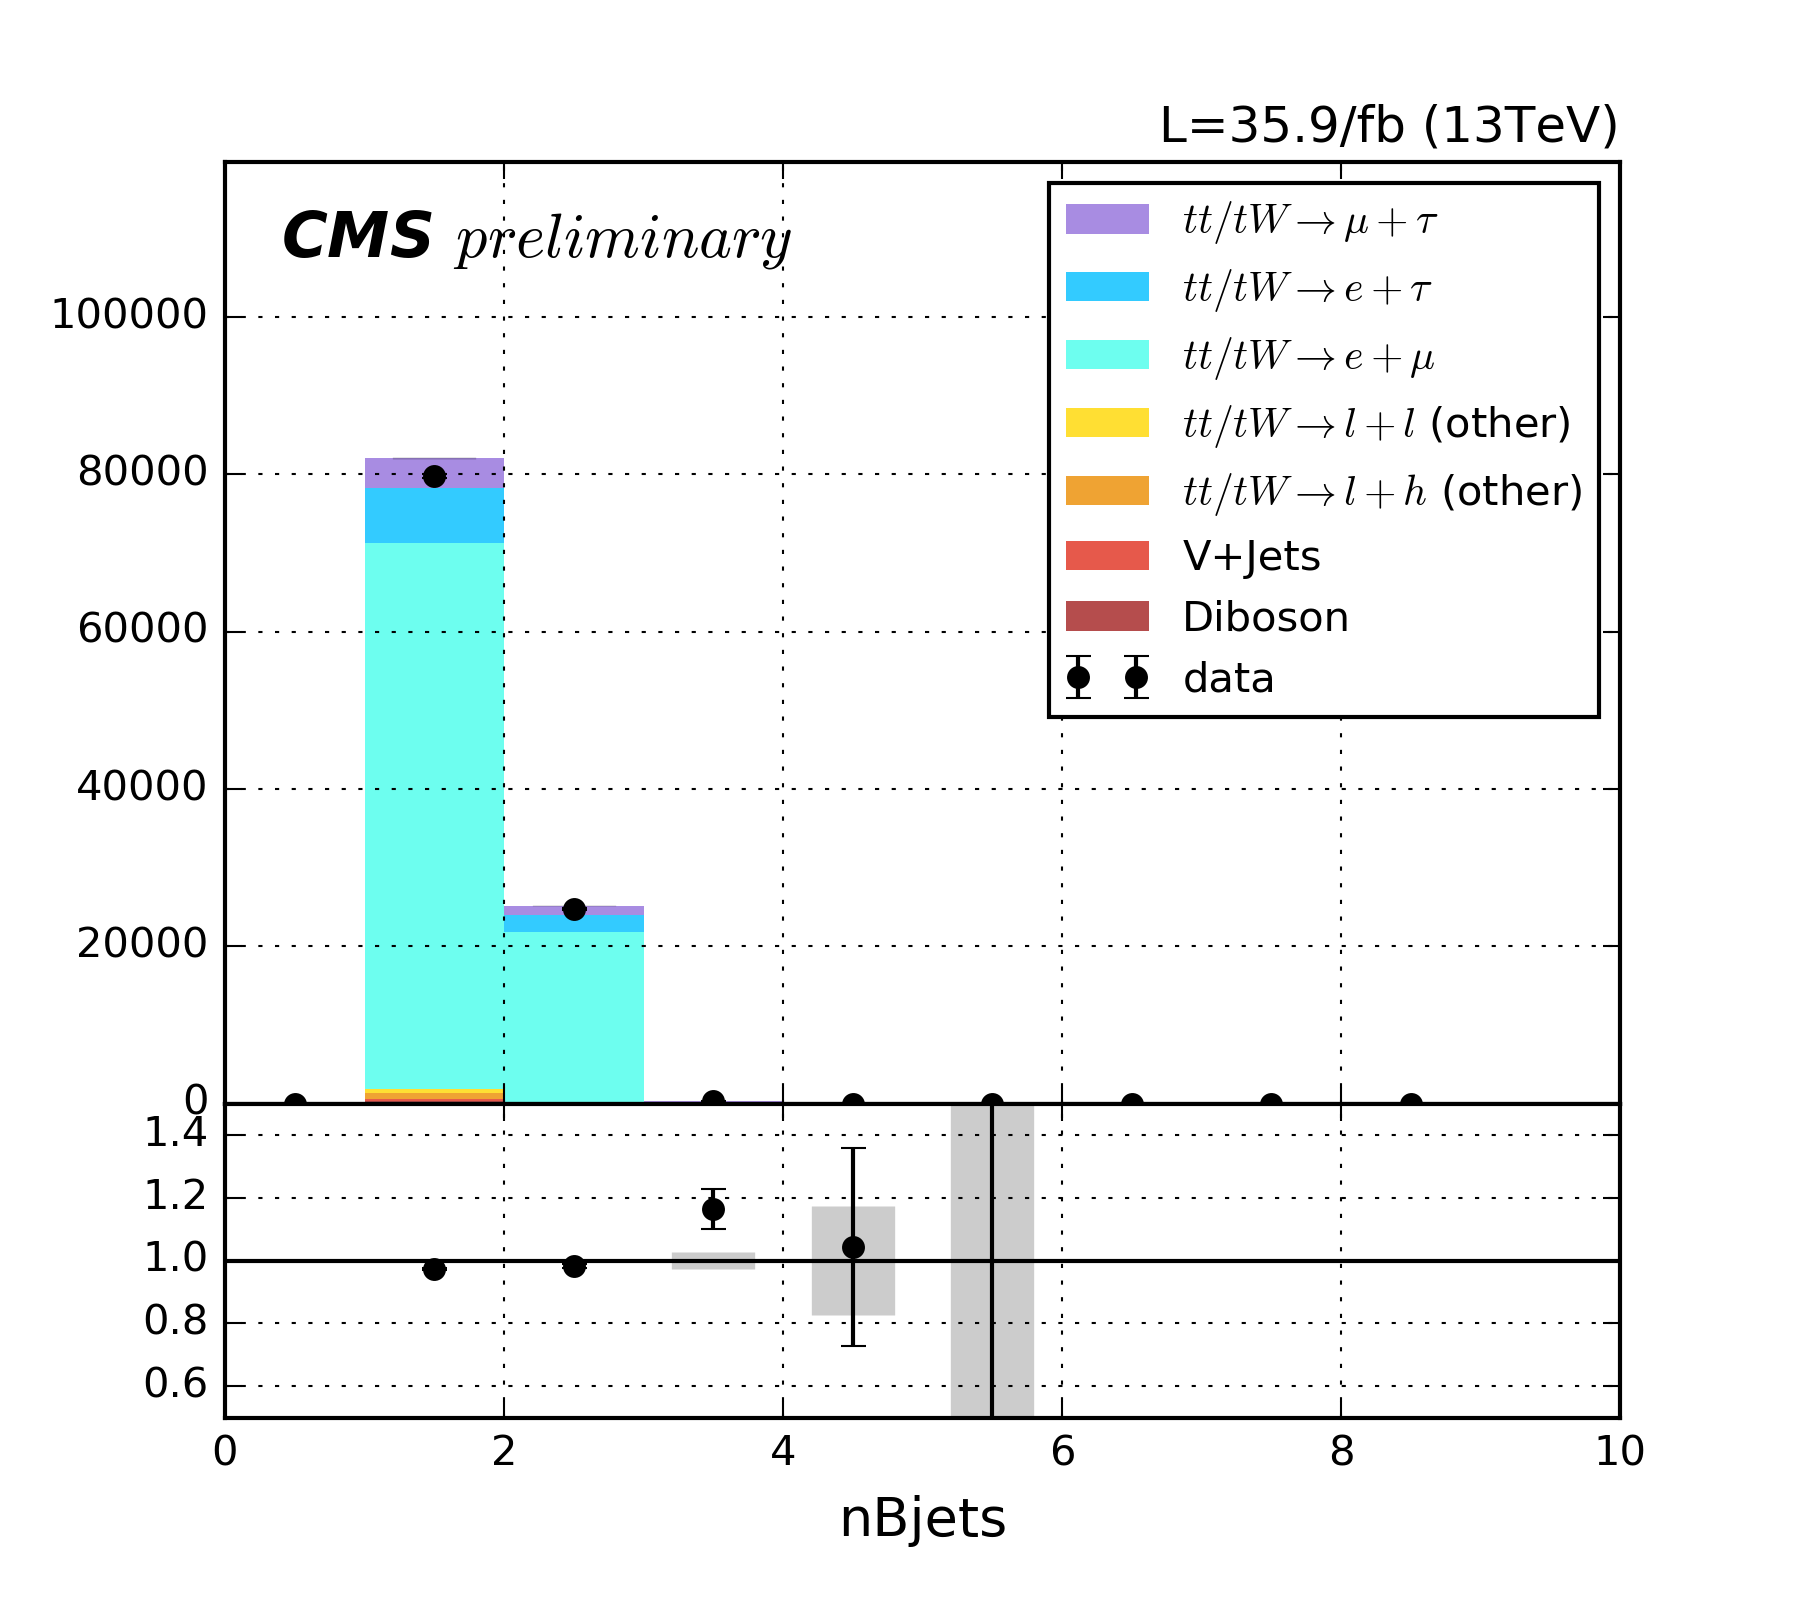 L=35.9/fb (13TeV)
CMS preliminary
tt/tW→μ+τ
tt/tW→e+τ
tt/tW→e+μ
tt/tW→l+l (other)
tt/tW→l+h (other)
V+Jets
Diboson
data
100000
80000
60000
40000
20000
0
1.4
1.2
1.0
0.8
0.6
0 2 4 6 8 10
nBjets